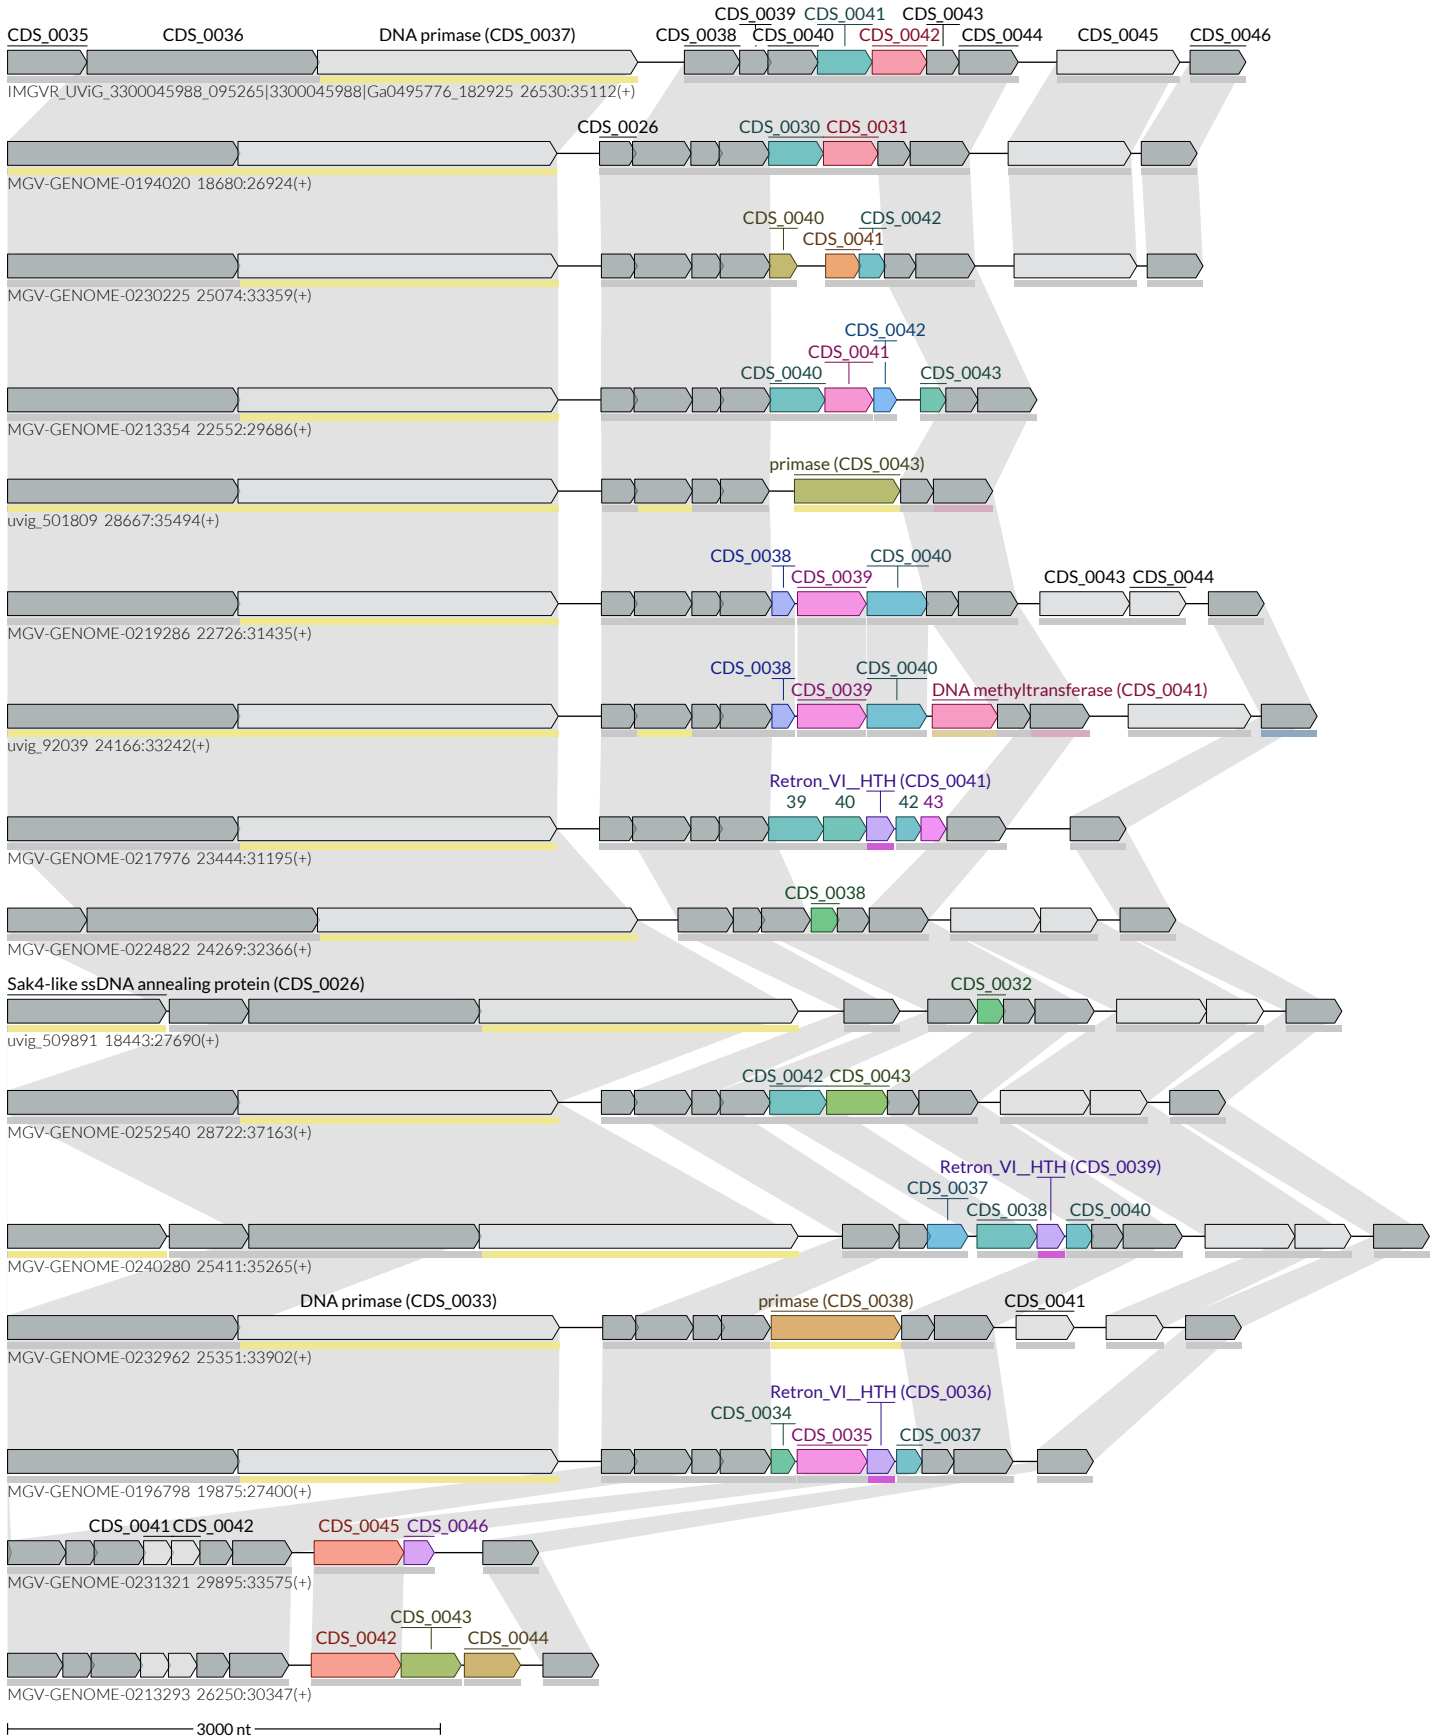 CDS_0039 CDS_0041 CDS_0043
CDS_0035 CDS_0036 DNA primase (CDS_0037) CDS_0038 CDS_0040 CDS_0042 CDS_0044 CDS_0045 CDS_0046
IMGVR_UViG_3300045988_095265|3300045988|Ga0495776_182925 26530:35112(+)
CDS_0026 CDS_0030 CDS_0031
MGV-GENOME-0194020 18680:26924(+)
CDS_0040 CDS_0042
CDS_0041
MGV-GENOME-0230225 25074:33359(+)
CDS_0042
CDS_0041
CDS_0040 CDS_0043
MGV-GENOME-0213354 22552:29686(+)
primase (CDS_0043)
uvig_501809 28667:35494(+)
CDS_0038 CDS_0040
CDS_0039 CDS_0043 CDS_0044
MGV-GENOME-0219286 22726:31435(+)
CDS_0038 CDS_0040
CDS_0039 DNA methyltransferase (CDS_0041)
uvig_92039 24166:33242(+)
Retron_VI__HTH (CDS_0041)
39 40 42 43
MGV-GENOME-0217976 23444:31195(+)
CDS_0038
MGV-GENOME-0224822 24269:32366(+)
Sak4-like ssDNA annealing protein (CDS_0026) CDS_0032
uvig_509891 18443:27690(+)
CDS_0042 CDS_0043
MGV-GENOME-0252540 28722:37163(+)
Retron_VI__HTH (CDS_0039)
CDS_0037
CDS_0038 CDS_0040
MGV-GENOME-0240280 25411:35265(+)
DNA primase (CDS_0033) primase (CDS_0038) CDS_0041
MGV-GENOME-0232962 25351:33902(+)
Retron_VI__HTH (CDS_0036)
CDS_0034
CDS_0035 CDS_0037
MGV-GENOME-0196798 19875:27400(+)
CDS_0041 CDS_0042 CDS_0045 CDS_0046
MGV-GENOME-0231321 29895:33575(+)
CDS_0043
CDS_0042 CDS_0044
MGV-GENOME-0213293 26250:30347(+)
3000 nt